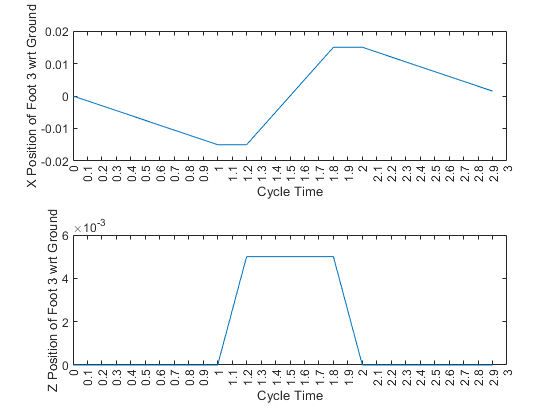 X Position of Foot 3 wrt Ground
0.02
0.01
0
-0.01
-0.02
0 0.1 0.2 0.3 0.4 0.5 0.6 0.7 0.8 0.9 1 1.1 1.2 1.3 1.4 1.5 1.6 1.7 1.8 1.9 2 2.1 2.2 2.3 2.4 2.5 2.6 2.7 2.8 2.9 3
Cycle Time
Z Position of Foot 3 wrt Ground
×10⁻³
6
4
2
0
0 0.1 0.2 0.3 0.4 0.5 0.6 0.7 0.8 0.9 1 1.1 1.2 1.3 1.4 1.5 1.6 1.7 1.8 1.9 2 2.1 2.2 2.3 2.4 2.5 2.6 2.7 2.8 2.9 3
Cycle Time